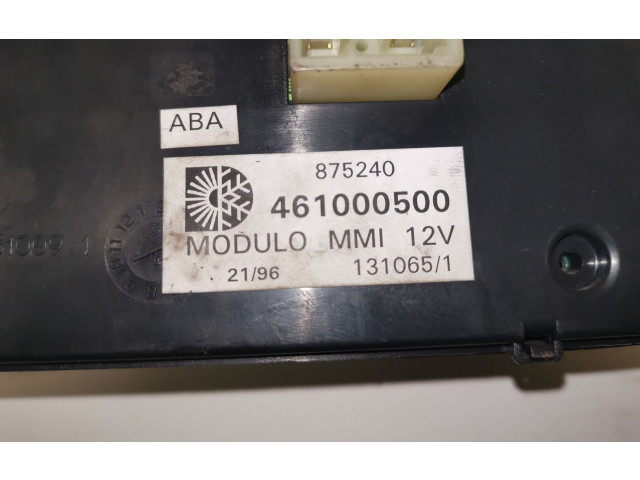 ABA
875240
461000500
MODULO MMI 12V
21/96 131065/1